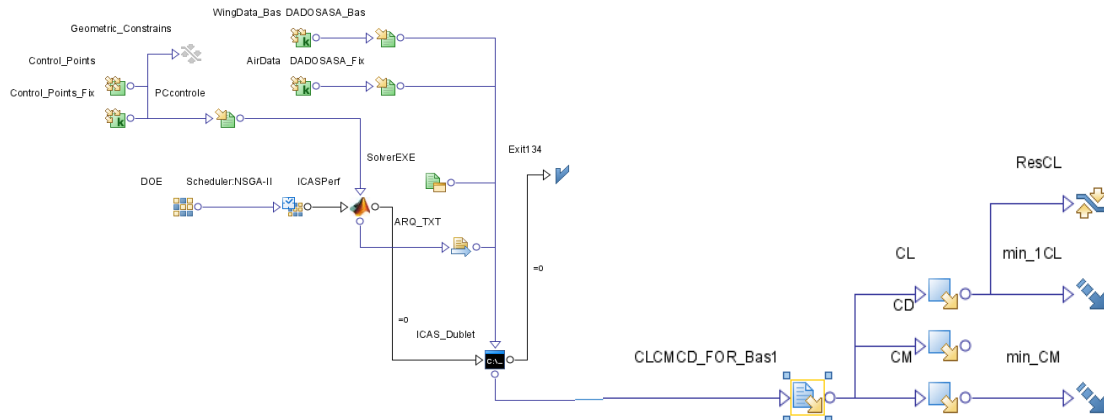 WingData_Bas DADOSASA_Bas
Geometric_Constrains
Control_Points
AirData DADOSASA_Fix
Control_Points_Fix
PCcontrole
k
k
k
SolverEXE
Exit134
DOE
Scheduler:NSGA-II
ICASPerf
ARQ_TXT
ResCL
CL
min_1CL
=0
CD
=0
ICAS_Dublet
C:\_
CLCMCD_FOR_Bas1
CM
min_CM